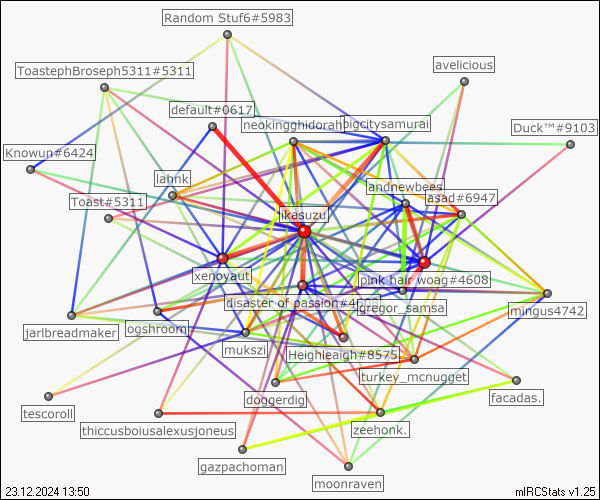 Random Stuf6#5983
ToastephBroseph5311#5311
avelicious
default#0617
neokingghidorah
bigcitysamurai
Duck™#9103
Knowun#6424
lahnk
landnewbees
asad#6947
Toast#5311
ikasuzu
xenoyaut
pink hair woag#4608
disaster of passion#4
gregor_samsa
mingus4742
jarlbreadmaker
ogshroom
mukszi
Heighleaigh#8575
turkey_mcnugget
doggerdig
facadas.
tescoroll
thiccusboiusalexusjoneus
zeehonk.
gazpachoman
moonraven
23.12.2024 13:50
mIRCStats v1.25